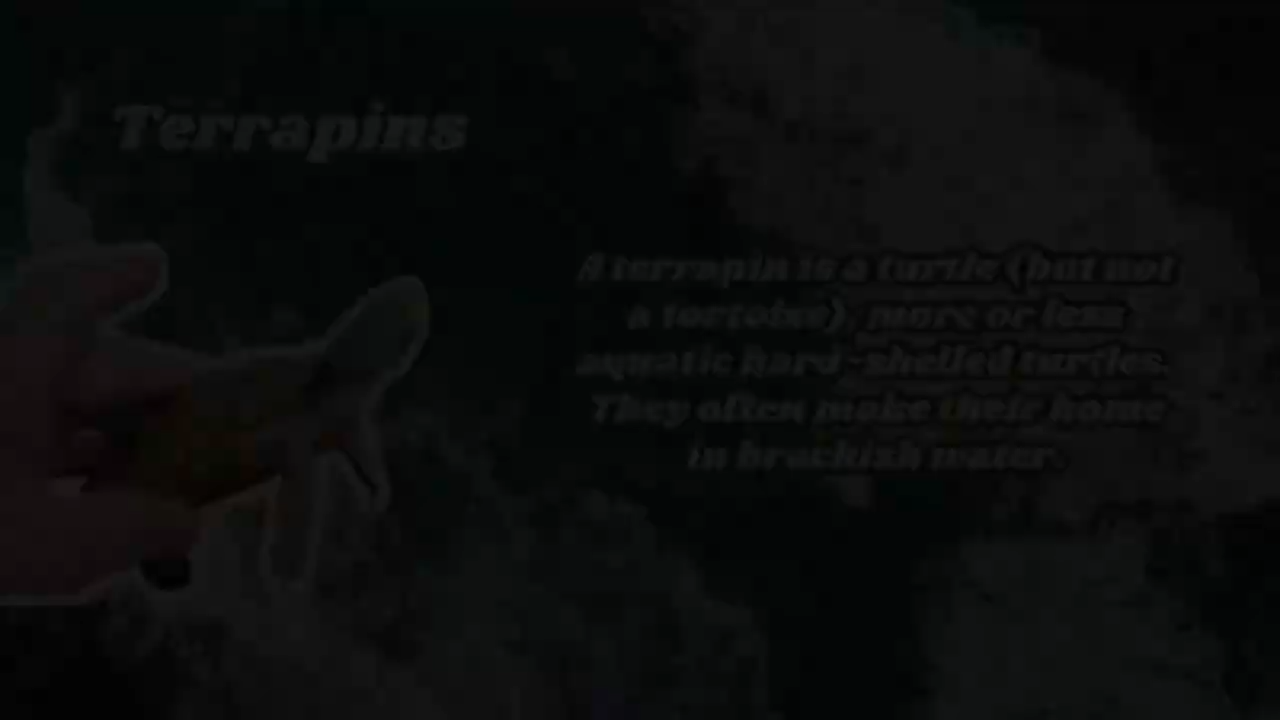 Terrapins
A terrapin is a turtle (but not
a tortoise), more or less
aquatic hard-shelled turtles.
They often make their home
in brackish water.